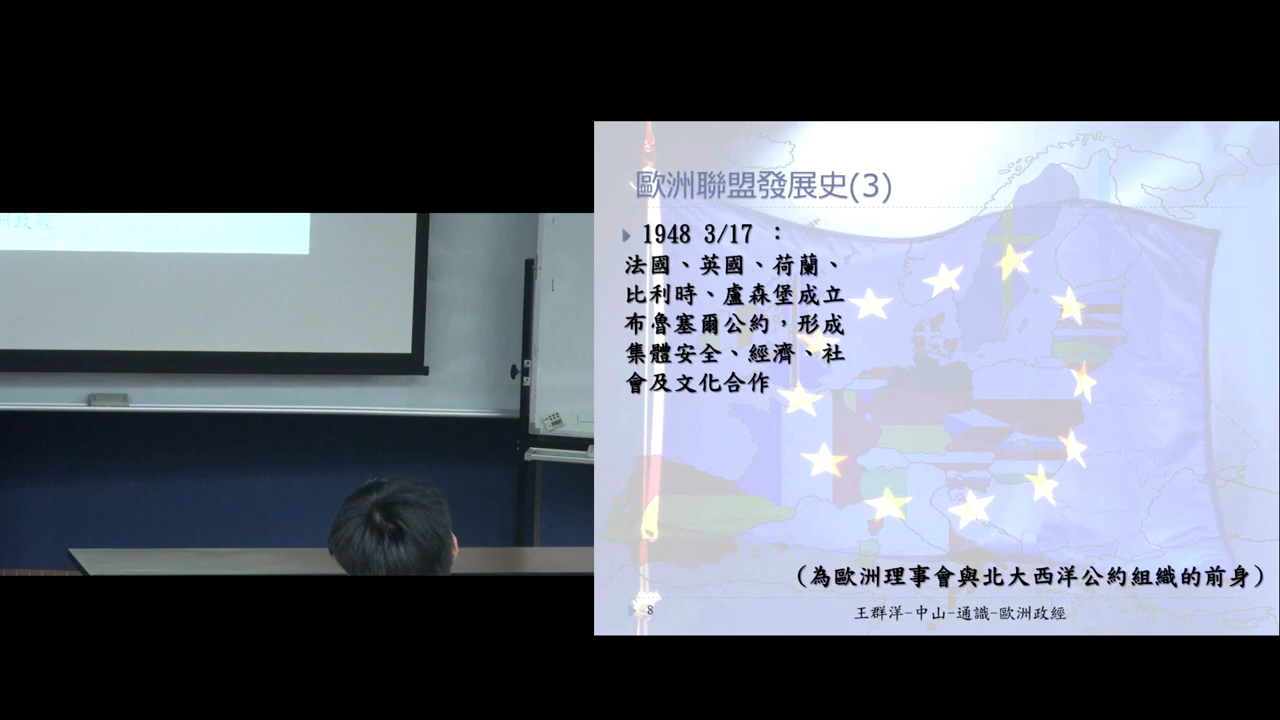 政經
歐洲聯盟發展史(3)
1948 3/17 :
法國、英國、荷蘭、
比利時、盧森堡成立
布魯塞爾公約，形成
集體安全、經濟、社
會及文化合作
(為歐洲理事會與北大西洋公約組織的前身)
8
王群洋-中山-通識-歐洲政經